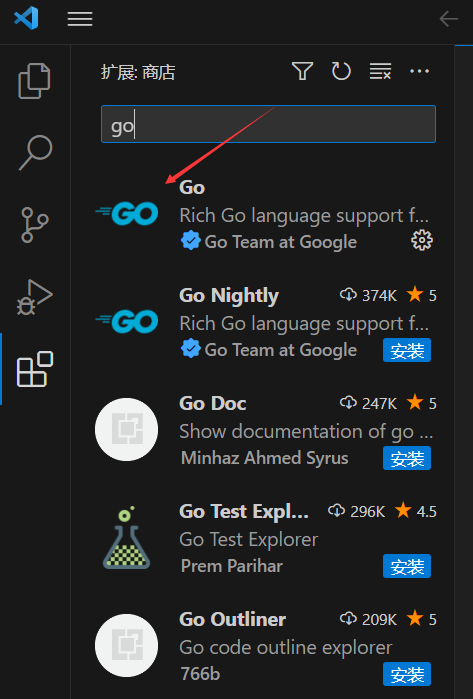 扩展: 商店
go
GO
Go
Rich Go language support f...
Go Team at Google
GO
Go Nightly 374K 5
Rich Go language support f...
Go Team at Google 安装
Go Doc 247K 5
Show documentation of go ...
Minhaz Ahmed Syrus 安装
Go Test Expl... 296K 4.5
Go Test Explorer
Prem Parihar 安装
Go Outliner 209K 5
Go code outline explorer
766b 安装